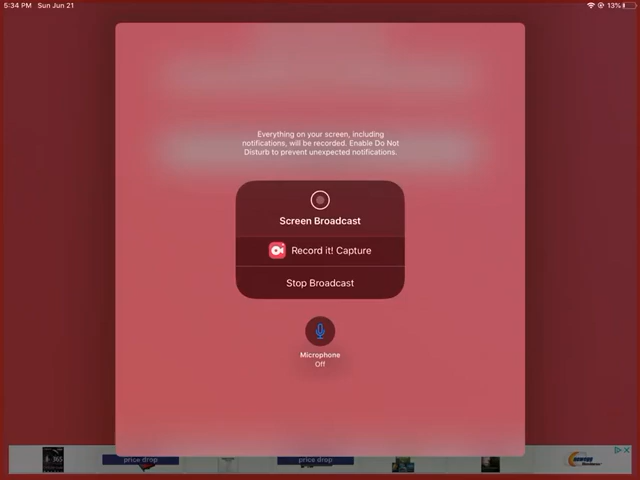 5:34 PM Sun Jun 21
13%
Everything on your screen, including
notifications, will be recorded. Enable Do Not
Disturb to prevent unexpected notifications.
Screen Broadcast
Record it! Capture
Stop Broadcast
Microphone
Off
365
price drop
price drop